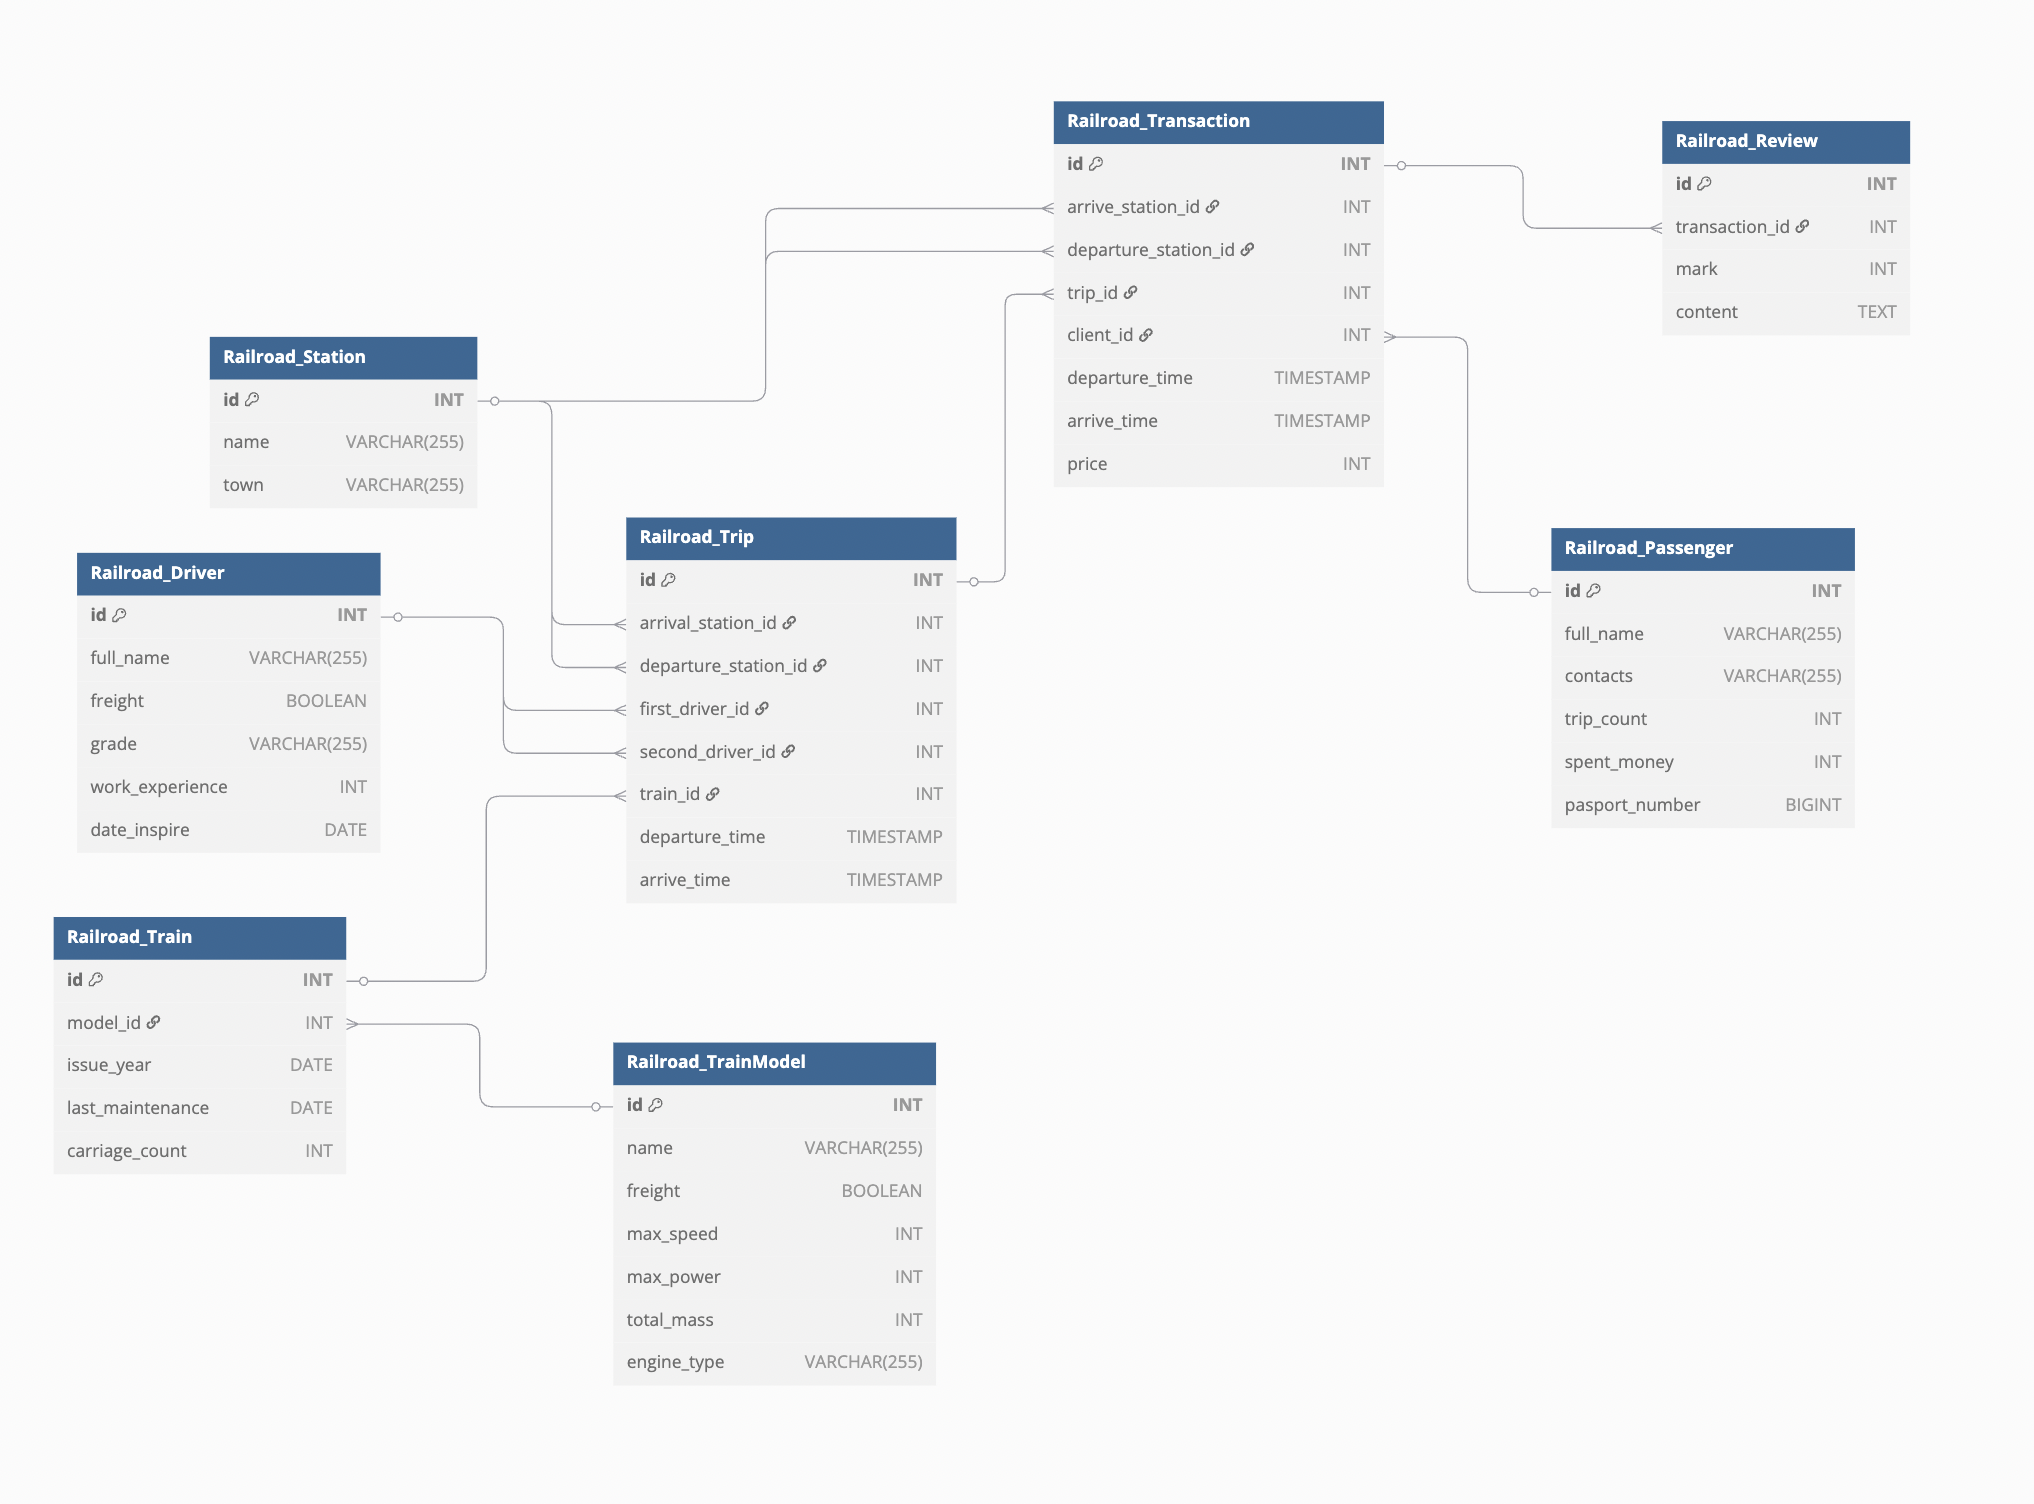 Railroad_Transaction
id INT
arrive_station_id INT
departure_station_id INT
trip_id INT
client_id INT
departure_time TIMESTAMP
arrive_time TIMESTAMP
price INT
Railroad_Review
id INT
transaction_id INT
mark INT
content TEXT
Railroad_Station
id INT
name VARCHAR(255)
town VARCHAR(255)
Railroad_Trip
id INT
arrival_station_id INT
departure_station_id INT
first_driver_id INT
second_driver_id INT
train_id INT
departure_time TIMESTAMP
arrive_time TIMESTAMP
Railroad_Passenger
id INT
full_name VARCHAR(255)
contacts VARCHAR(255)
trip_count INT
spent_money INT
pasport_number BIGINT
Railroad_Driver
id INT
full_name VARCHAR(255)
freight BOOLEAN
grade VARCHAR(255)
work_experience INT
date_inspire DATE
Railroad_Train
id INT
model_id INT
issue_year DATE
last_maintenance DATE
carriage_count INT
Railroad_TrainModel
id INT
name VARCHAR(255)
freight BOOLEAN
max_speed INT
max_power INT
total_mass INT
engine_type VARCHAR(255)